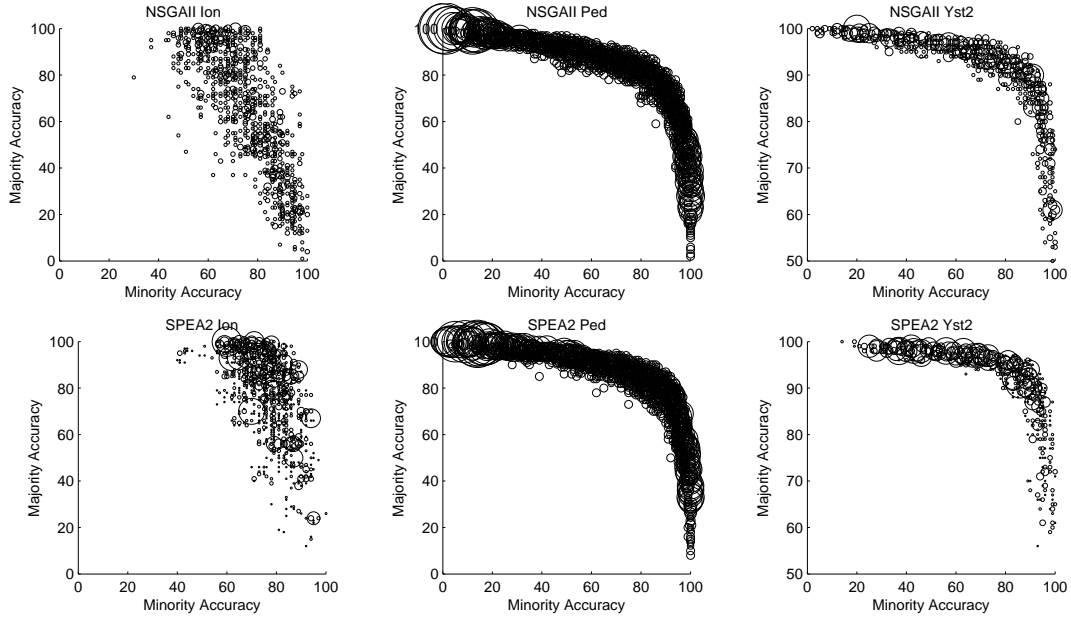 NSGAII Ion
Majority Accuracy
100
80
60
40
20
0
0 20 40 60 80 100
Minority Accuracy
NSGAII Ped
Majority Accuracy
100
80
60
40
20
0
0 20 40 60 80 100
Minority Accuracy
NSGAII Yst2
Majority Accuracy
100
90
80
70
60
50
0 20 40 60 80 100
Minority Accuracy
SPEA2 Ion
Majority Accuracy
100
80
60
40
20
0
0 20 40 60 80 100
Minority Accuracy
SPEA2 Ped
Majority Accuracy
100
80
60
40
20
0
0 20 40 60 80 100
Minority Accuracy
SPEA2 Yst2
Majority Accuracy
100
90
80
70
60
50
0 20 40 60 80 100
Minority Accuracy